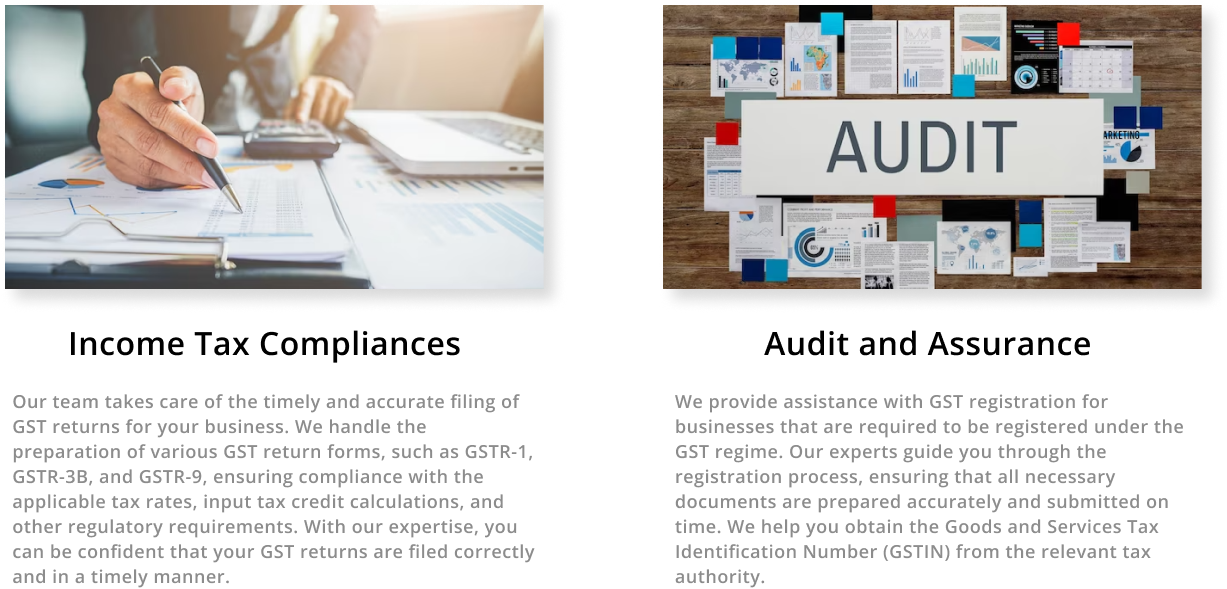 AUDIT
ARKETING
Income Tax Compliances
Our team takes care of the timely and accurate filing of
GST returns for your business. We handle the
preparation of various GST return forms, such as GSTR-1,
GSTR-3B, and GSTR-9, ensuring compliance with the
applicable tax rates, input tax credit calculations, and
other regulatory requirements. With our expertise, you
can be confident that your GST returns are filed correctly
and in a timely manner.
Audit and Assurance
We provide assistance with GST registration for
businesses that are required to be registered under the
GST regime. Our experts guide you through the
registration process, ensuring that all necessary
documents are prepared accurately and submitted on
time. We help you obtain the Goods and Services Tax
Identification Number (GSTIN) from the relevant tax
authority.